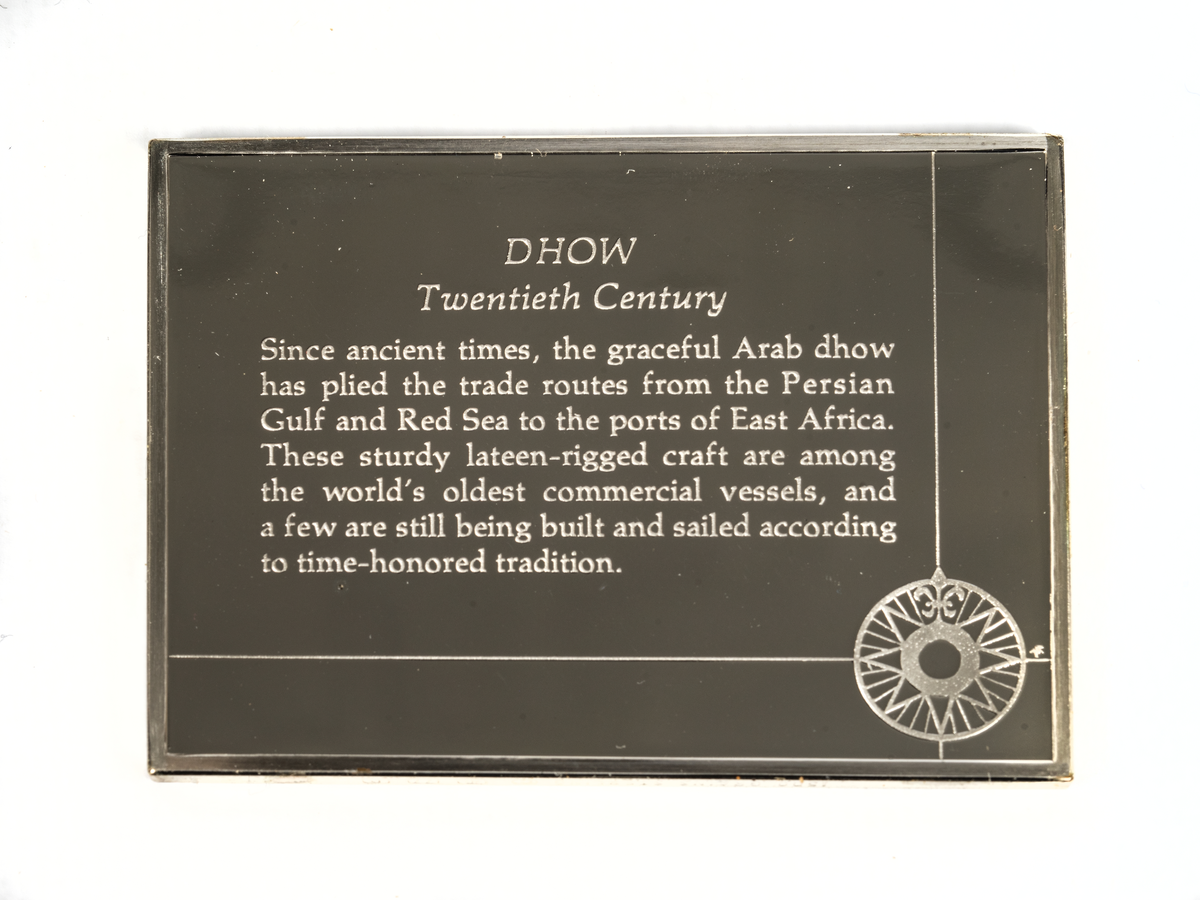 DHOW
Twentieth Century
Since ancient times, the graceful Arab dhow
has plied the trade routes from the Persian
Gulf and Red Sea to the ports of East Africa.
These sturdy lateen-rigged craft are among
the world's oldest commercial vessels, and
a few are still being built and sailed according
to time-honored tradition.